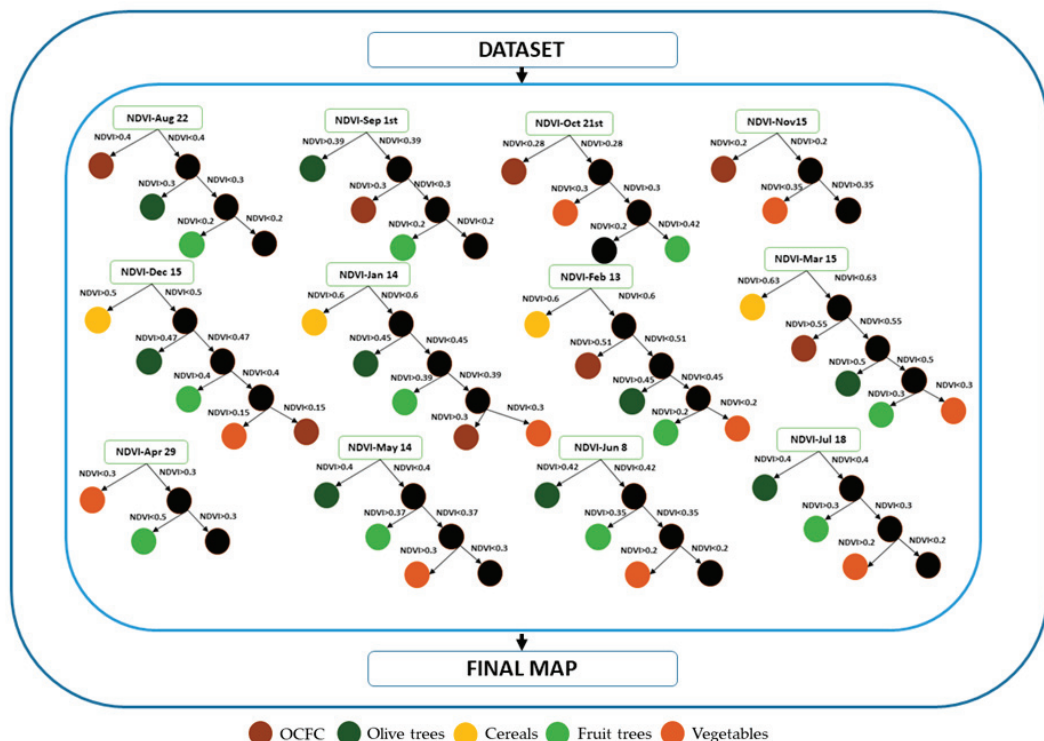 DATASET
NDVI-Aug 22
NDVI>0.4 NDVI<0.4
NDVI>0.3 NDVI<0.3
NDVI<0.2 NDVI<0.2
NDVI-Sep 1st
NDVI>0.39 NDVI<0.39
NDVI>0.3 NDVI<0.3
NDVI<0.2 NDVI<0.2
NDVI-Oct 21st
NDVI<0.28 NDVI>0.28
NDVI<0.3 NDVI>0.3
NDVI<0.2 NDVI>0.42
NDVI-Nov15
NDVI<0.2 NDVI>0.2
NDVI<0.35 NDVI>0.35
NDVI-Dec 15
NDVI>0.5 NDVI<0.5
NDVI>0.47 NDVI<0.47
NDVI>0.4 NDVI<0.4
NDVI>0.15 NDVI<0.15
NDVI-Jan 14
NDVI>0.6 NDVI<0.6
NDVI>0.45 NDVI<0.45
NDVI>0.39 NDVI<0.39
NDVI>0.3 NDVI<0.3
NDVI-Feb 13
NDVI>0.6 NDVI<0.6
NDVI>0.51 NDVI<0.51
NDVI>0.45 NDVI<0.45
NDVI>0.2 NDVI<0.2
NDVI-Mar 15
NDVI>0.63 NDVI<0.63
NDVI>0.55 NDVI<0.55
NDVI>0.5 NDVI<0.5
NDVI>0.3 NDVI<0.3
NDVI-Apr 29
NDVI<0.3 NDVI>0.3
NDVI<0.5 NDVI>0.3
NDVI-May 14
NDVI>0.4 NDVI<0.4
NDVI>0.37 NDVI<0.37
NDVI>0.3 NDVI<0.3
NDVI-Jun 8
NDVI>0.42 NDVI<0.42
NDVI>0.35 NDVI<0.35
NDVI>0.2 NDVI<0.2
NDVI-Jul 18
NDVI>0.4 NDVI<0.4
NDVI>0.3 NDVI<0.3
NDVI>0.2 NDVI<0.2
FINAL MAP
OCFC Olive trees Cereals Fruit trees Vegetables